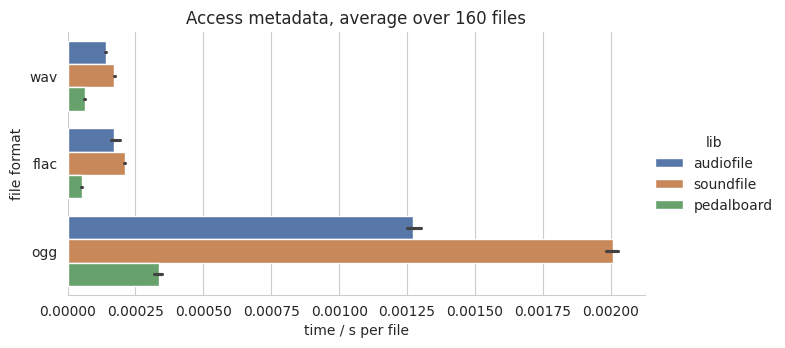 Access metadata, average over 160 files
file format
wav
flac
ogg
0.00000 0.00025 0.00050 0.00075 0.00100 0.00125 0.00150 0.00175 0.00200
time / s per file
lib
audiofile
soundfile
pedalboard